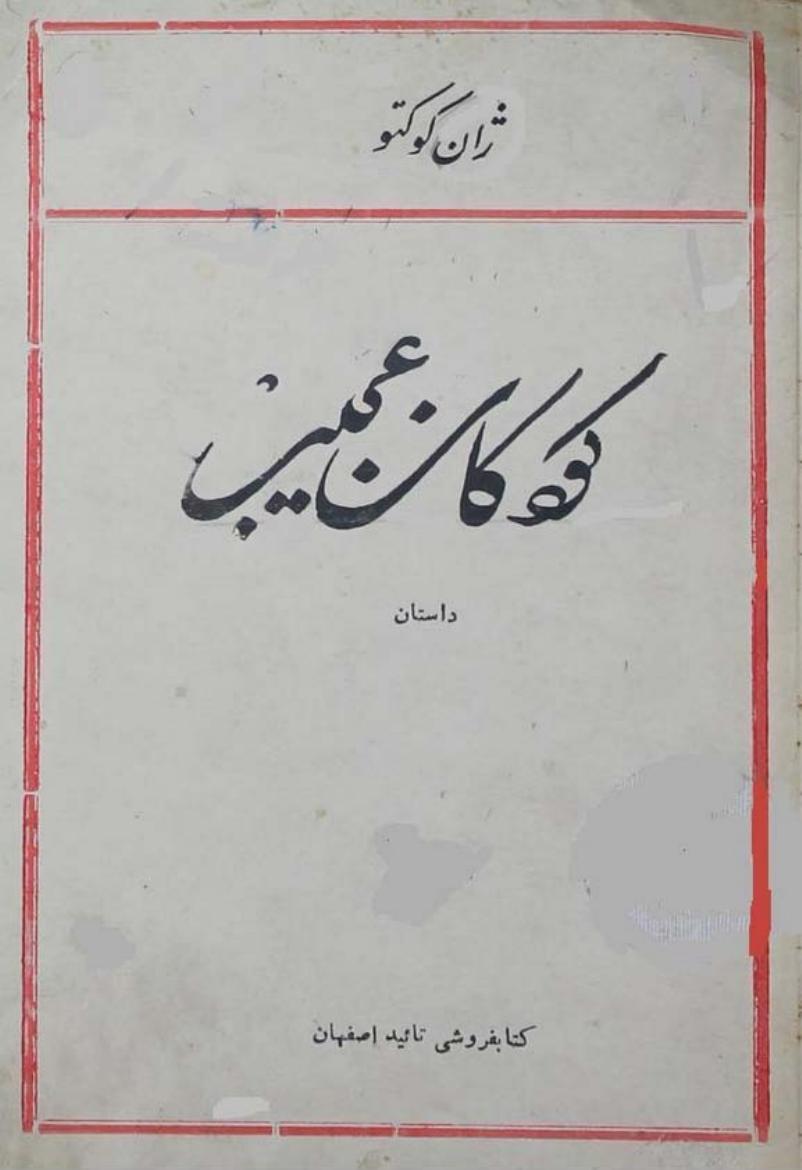 ژان کوکتو
کودکان عجیب
داستان
کتابفروشی تائید اصفهان